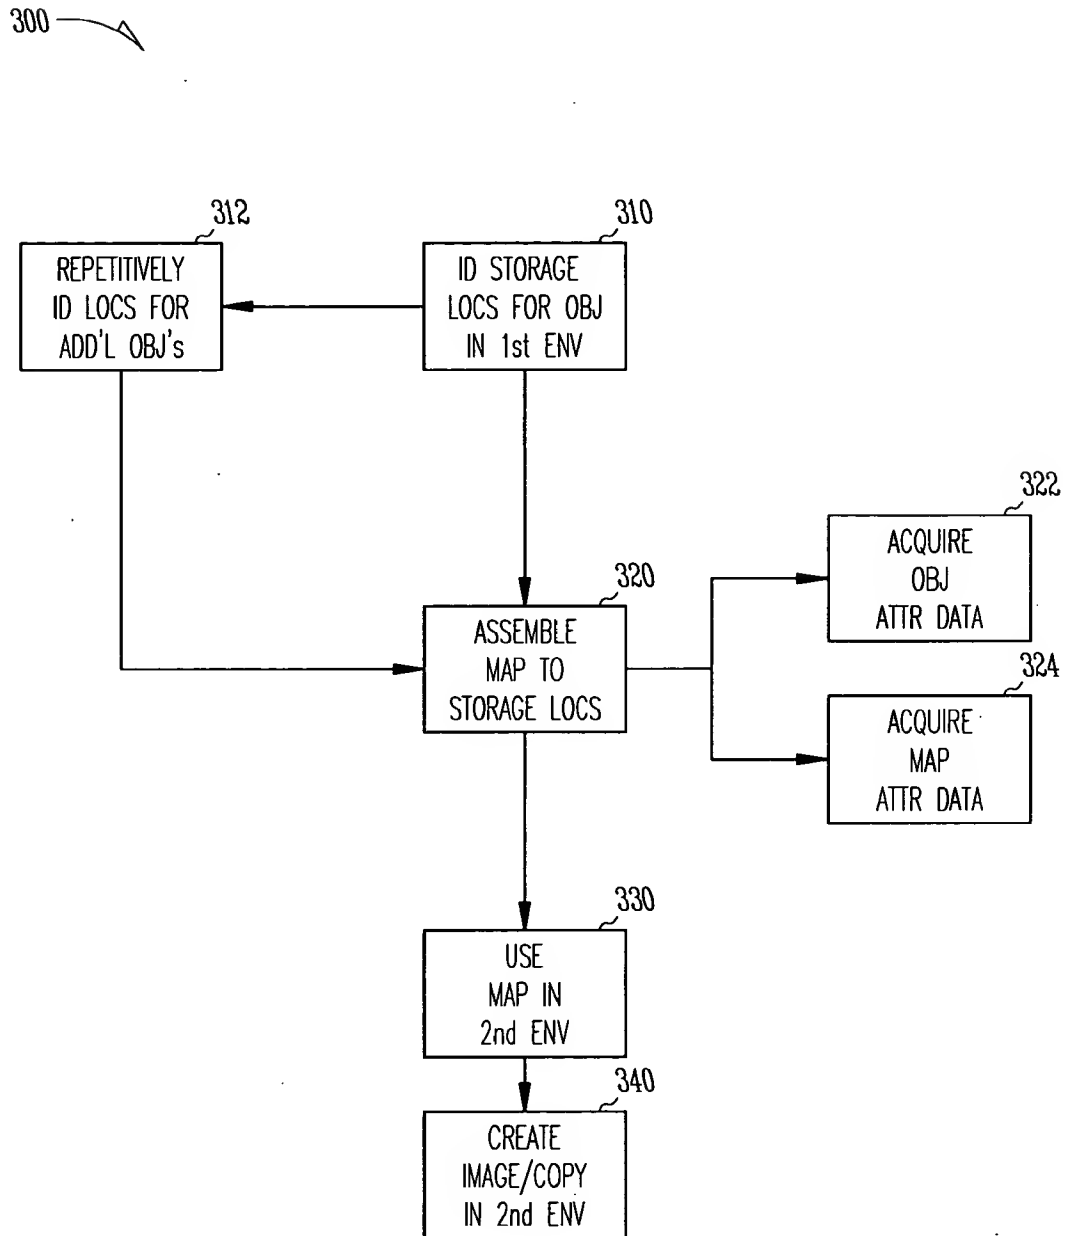 300
312
REPETITIVELY
ID LOCS FOR
ADD'L OBJ's
310
ID STORAGE
LOCS FOR OBJ
IN 1st ENV
322
ACQUIRE
OBJ
ATTR DATA
320
ASSEMBLE
MAP TO
STORAGE LOCS
324
ACQUIRE
MAP
ATTR DATA
330
USE
MAP IN
2nd ENV
340
CREATE
IMAGE/COPY
IN 2nd ENV